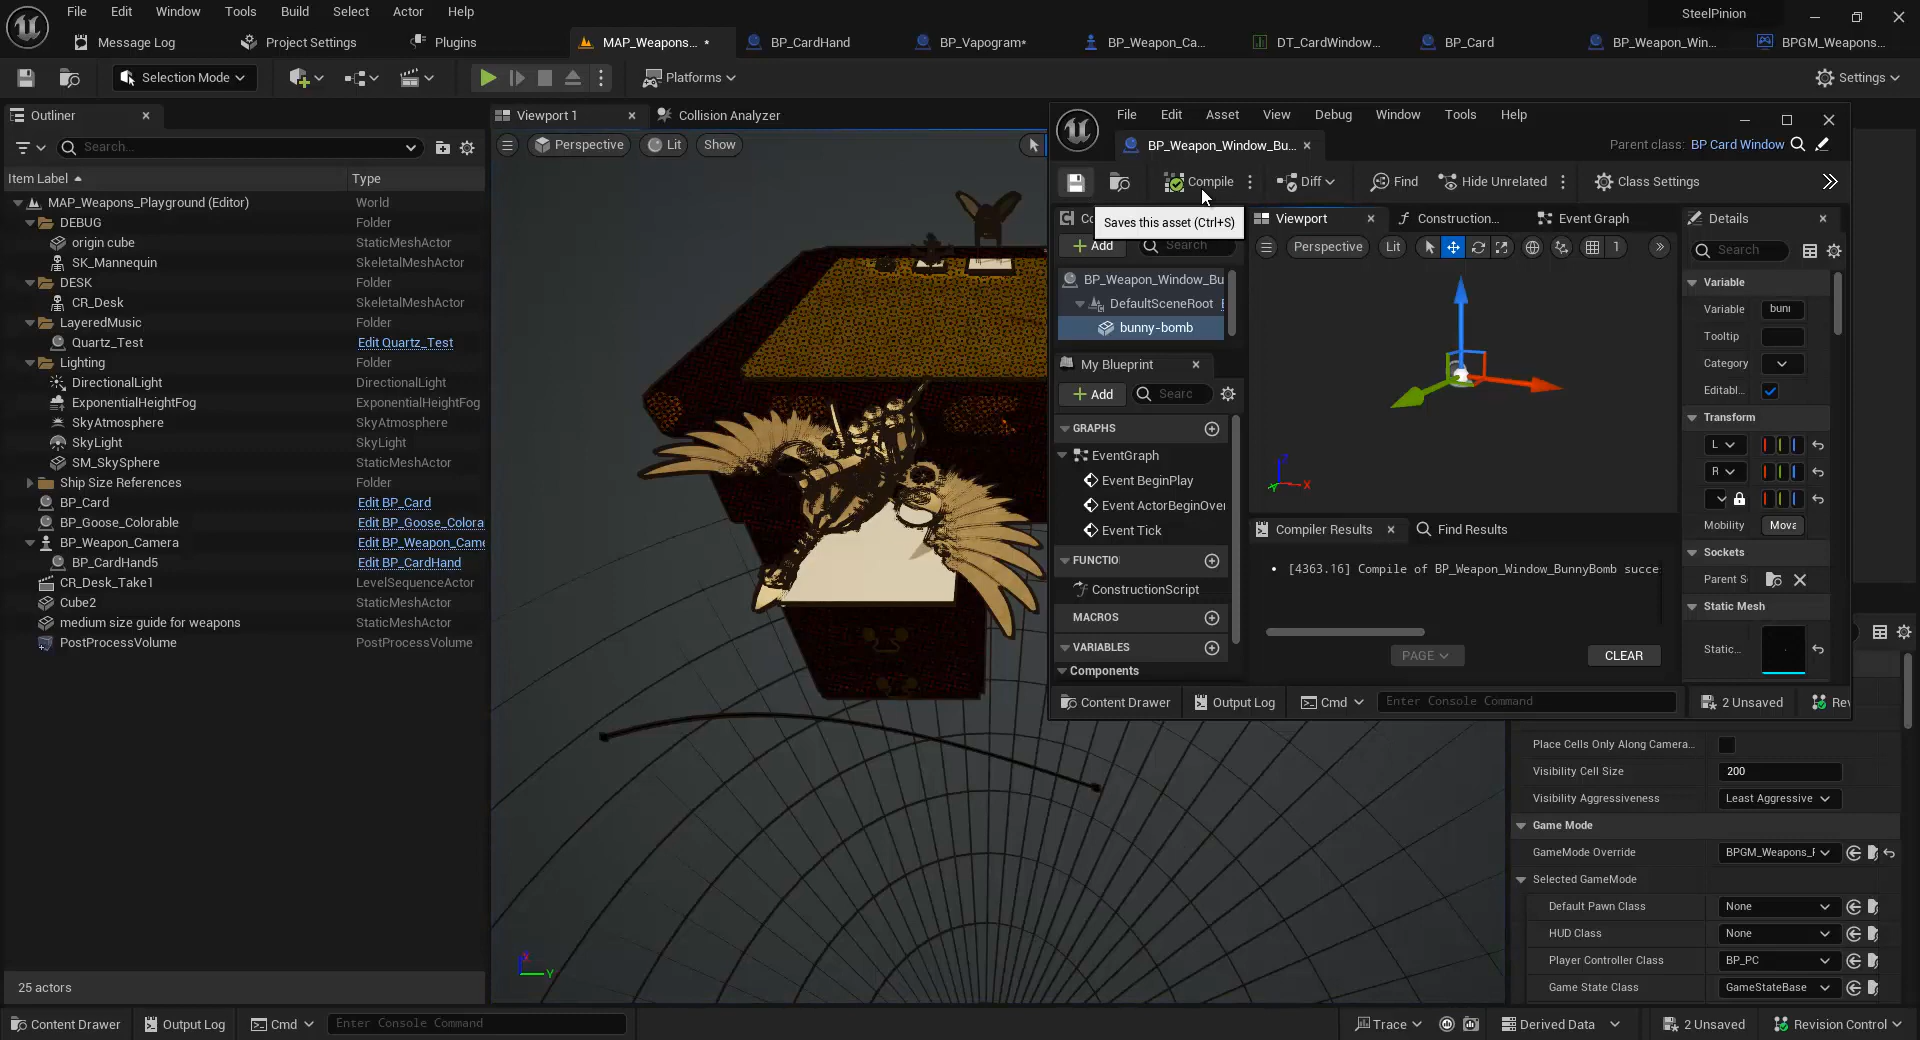 File Edit Window Tools Build Select Actor Help
SteelPinion
Message Log
Project Settings
Plugins
MAP_Weapons... *
BP_CardHand
BP_Vapogram*
BP_Weapon_Ca...
DT_CardWindow...
BP_Card
BP_Weapon_Win...
BPGM_Weapons...
Selection Mode
Platforms
Settings
Outliner
Search...
Item Label
Type
MAP_Weapons_Playground (Editor) World
DEBUG Folder
origin cube StaticMeshActor
SK_Mannequin SkeletalMeshActor
DESK Folder
CR_Desk SkeletalMeshActor
LayeredMusic Folder
Quartz_Test Edit Quartz_Test
Lighting Folder
DirectionalLight DirectionalLight
ExponentialHeightFog ExponentialHeightFog
SkyAtmosphere SkyAtmosphere
SkyLight SkyLight
SM_SkySphere StaticMeshActor
Ship Size References Folder
BP_Card Edit BP_Card
BP_Goose_Colorable Edit BP_Goose_Colora
BP_Weapon_Camera Edit BP_Weapon_Came
BP_CardHand5 Edit BP_CardHand
CR_Desk_Take1 LevelSequenceActor
Cube2 StaticMeshActor
medium size guide for weapons StaticMeshActor
PostProcessVolume PostProcessVolume
25 actors
Viewport 1
Collision Analyzer
Perspective
Lit
Show
X
Y
File Edit Asset View Debug Window Tools Help
BP_Weapon_Window_Bu...
Parent class: BP Card Window
Compile
Diff
Find
Hide Unrelated
Class Settings
Saves this asset (Ctrl+S)
Co
Add
Search
BP_Weapon_Window_Bu
DefaultSceneRoot
bunny-bomb
My Blueprint
Add
Searc
GRAPHS
EventGraph
Event BeginPlay
Event ActorBeginOver
Event Tick
FUNCTIO
ConstructionScript
MACROS
VARIABLES
Components
Viewport
Construction...
Event Graph
Perspective
Lit
1
Z
X
Y
Compiler Results
Find Results
[4363.16] Compile of BP_Weapon_Window_BunnyBomb succe
PAGE
CLEAR
Details
Search
Variable
Variable bunn
Tooltip
Category
Editabl...
Transform
L
R
Mobility Mova
Sockets
Parent S
Static Mesh
Static...
Content Drawer
Output Log
Cmd
Enter Console Command
2 Unsaved
Rev
Place Cells Only Along Camera...
Visibility Cell Size 200
Visibility Aggressiveness Least Aggressive
Game Mode
GameMode Override BPGM_Weapons_F
Selected GameMode
Default Pawn Class None
HUD Class None
Player Controller Class BP_PC
Game State Class GameStateBase
Content Drawer
Output Log
Cmd
Enter Console Command
Trace
Derived Data
2 Unsaved
Revision Control